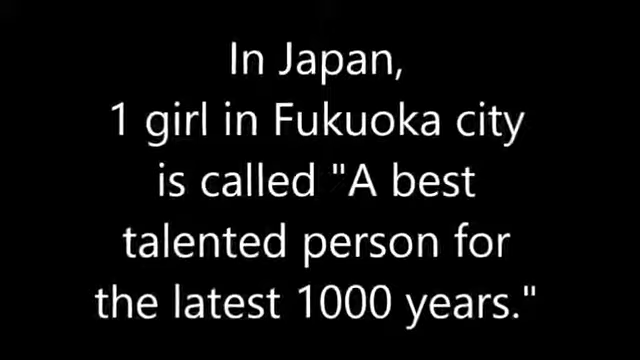 In Japan,
1 girl in Fukuoka city
is called "A best
talented person for
the latest 1000 years."